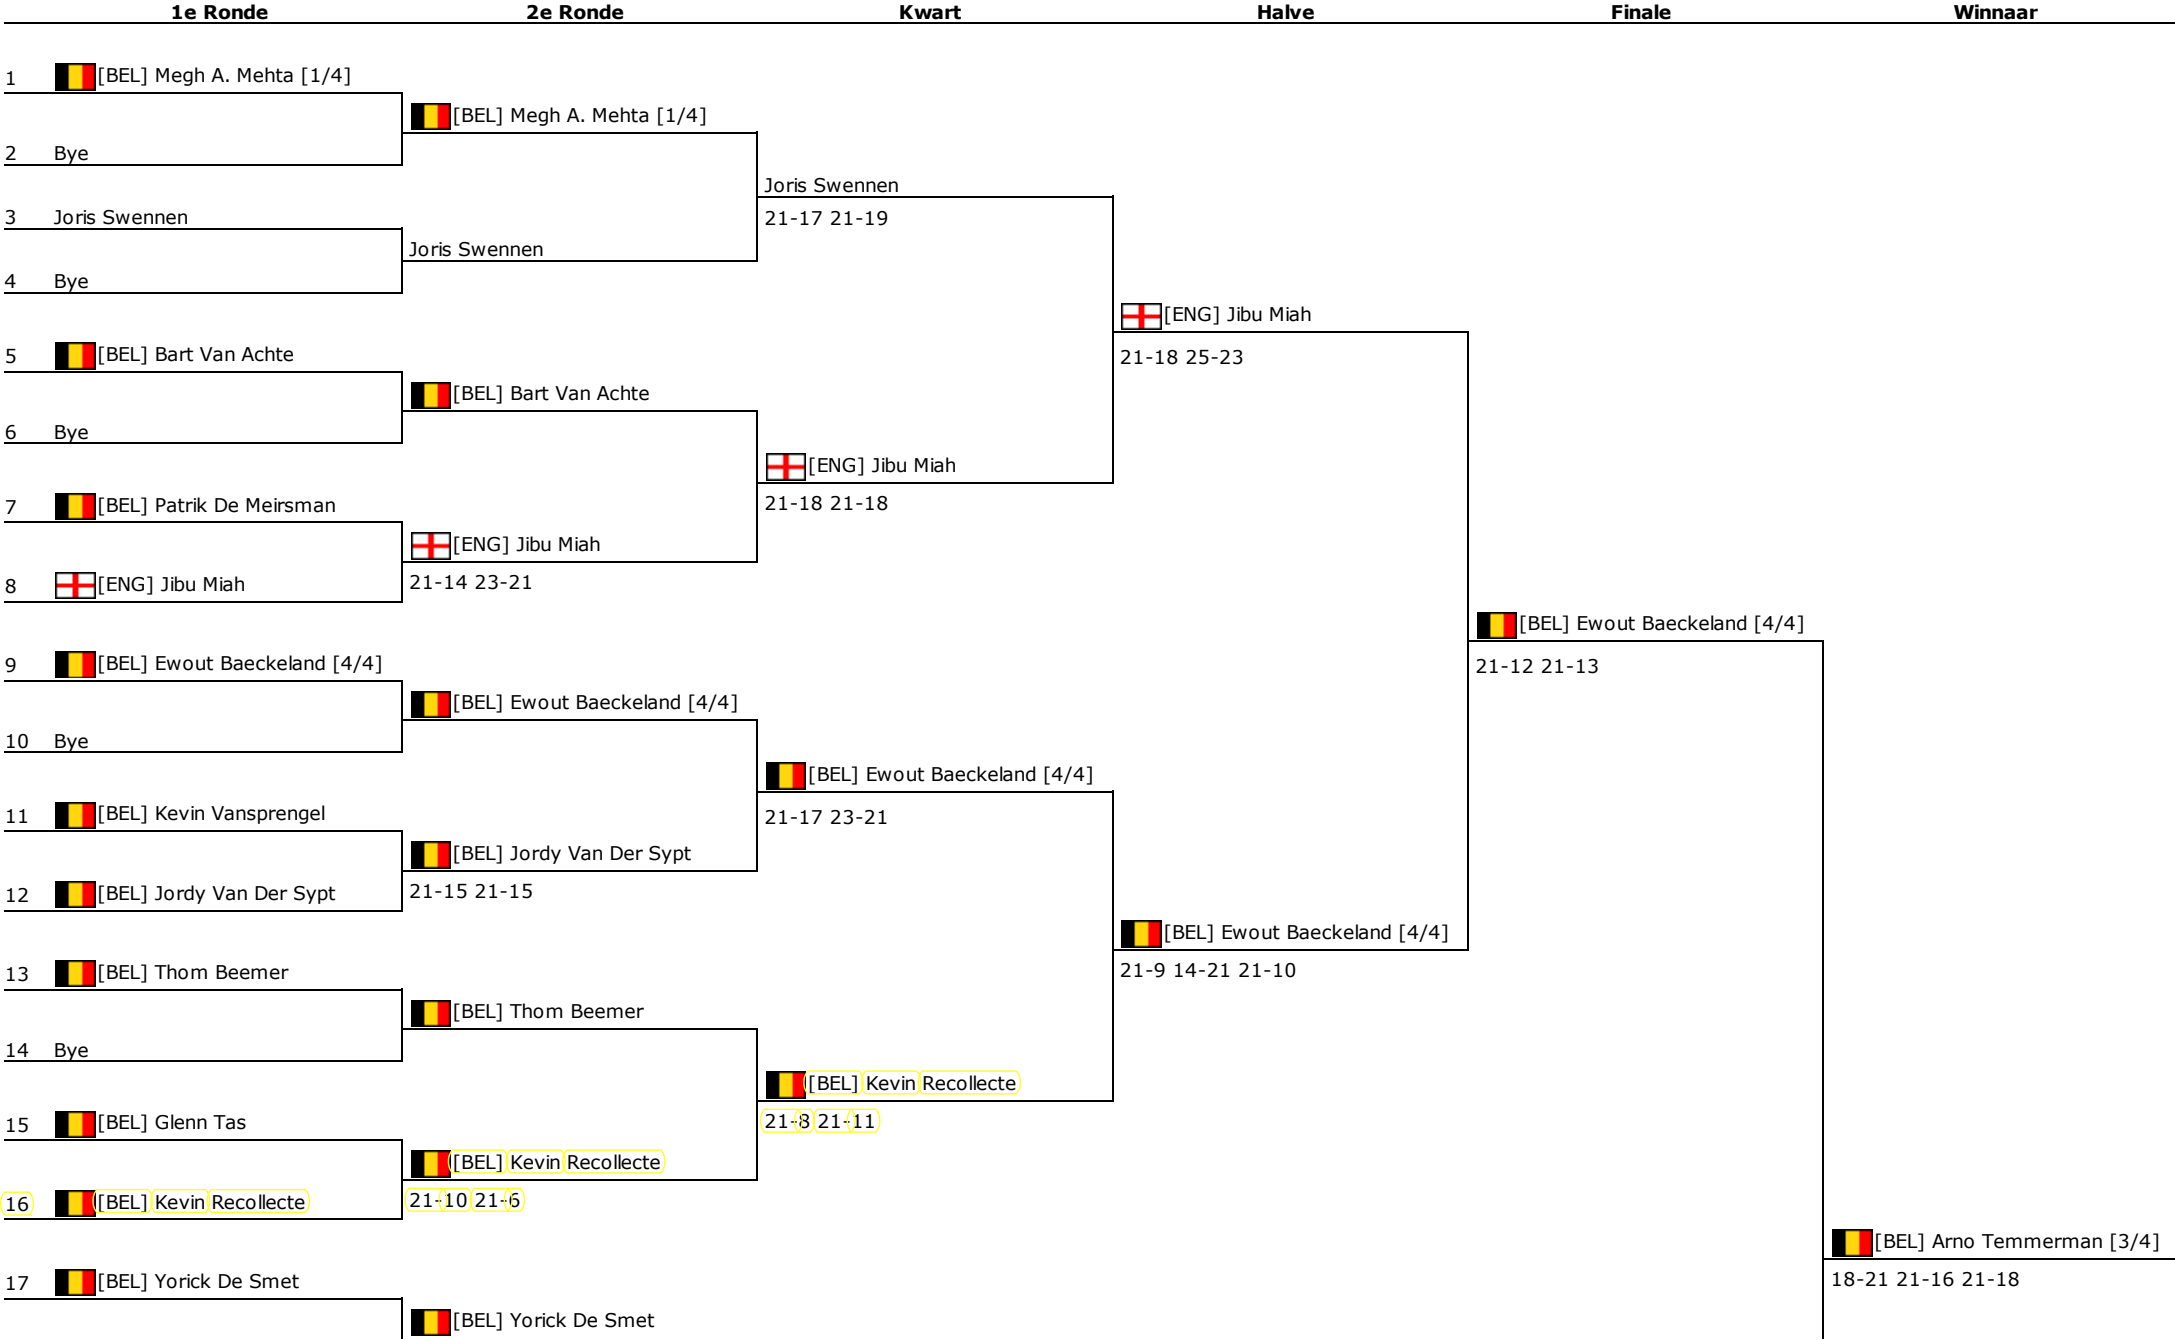 1e Ronde 2e Ronde Kwart Halve Finale Winnaar
1 [BEL] Megh A. Mehta [1/4]
[BEL] Megh A. Mehta [1/4]
2 Bye
Joris Swennen
3 Joris Swennen
21-17 21-19
Joris Swennen
4 Bye
[ENG] Jibu Miah
5 [BEL] Bart Van Achte
21-18 25-23
[BEL] Bart Van Achte
6 Bye
[ENG] Jibu Miah
7 [BEL] Patrik De Meirsman
21-18 21-18
[ENG] Jibu Miah
8 [ENG] Jibu Miah
21-14 23-21
[BEL] Ewout Baeckeland [4/4]
9 [BEL] Ewout Baeckeland [4/4]
21-12 21-13
[BEL] Ewout Baeckeland [4/4]
10 Bye
[BEL] Ewout Baeckeland [4/4]
11 [BEL] Kevin Vansprengel
21-17 23-21
[BEL] Jordy Van Der Sypt
12 [BEL] Jordy Van Der Sypt
21-15 21-15
[BEL] Ewout Baeckeland [4/4]
13 [BEL] Thom Beemer
21-9 14-21 21-10
[BEL] Thom Beemer
14 Bye
[BEL] Kevin Recollecte
15 [BEL] Glenn Tas
21-8 21-11
[BEL] Kevin Recollecte
16 [BEL] Kevin Recollecte
21-10 21-6
[BEL] Arno Temmerman [3/4]
17 [BEL] Yorick De Smet
18-21 21-16 21-18
[BEL] Yorick De Smet